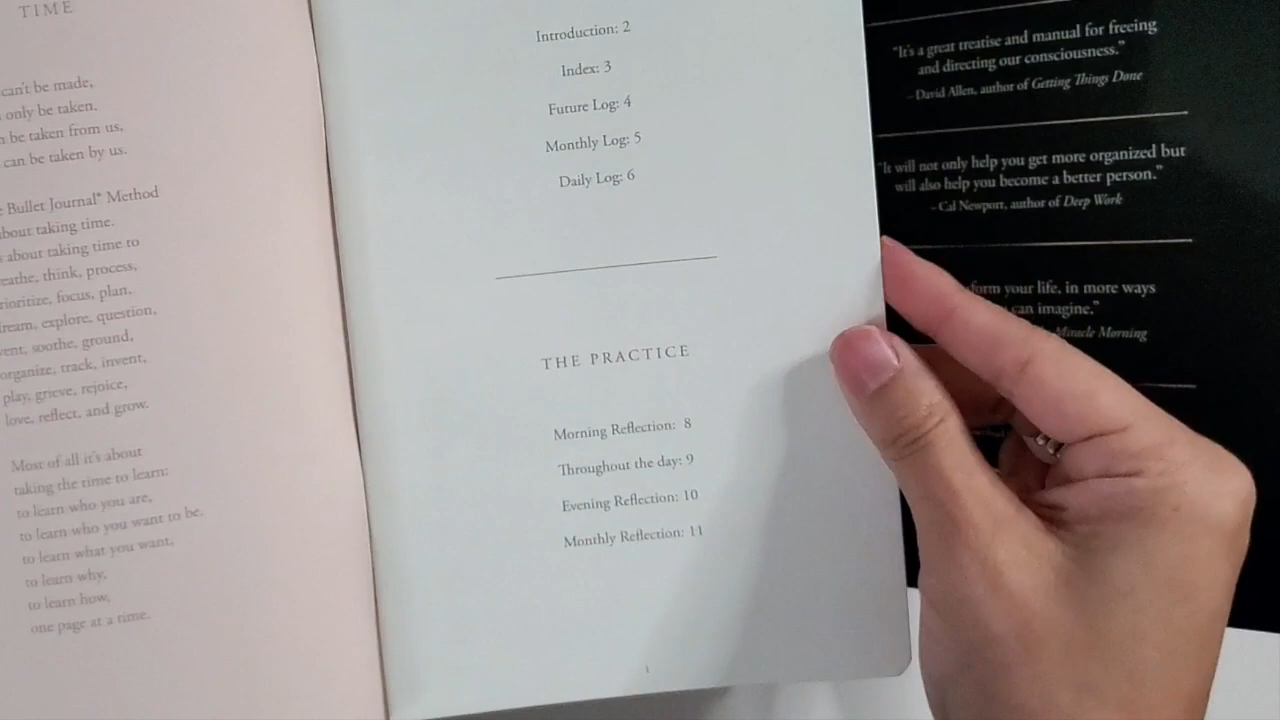 TIME
can't be made,
only be taken.
be taken from us,
can be taken by us.
Bullet Journal® Method
about taking time.
about taking time to
breathe, think, process,
prioritize, focus, plan,
dream, explore, question,
vent, soothe, ground,
organize, track, invent,
play, grieve, rejoice,
love, reflect, and grow.
Most of all it's about
taking the time to learn:
to learn who you are,
to learn who you want to be.
to learn what you want,
to learn why,
to learn how,
one page at a time.
Introduction: 2
Index: 3
Future Log: 4
Monthly Log: 5
Daily Log: 6
THE PRACTICE
Morning Reflection: 8
Throughout the day: 9
Evening Reflection: 10
Monthly Reflection: 11
1
"It's a great treatise and manual for freeing
and directing our consciousness."
- David Allen, author of Getting Things Done
"It will not only help you get more organized but
will also help you become a better person."
- Cal Newport, author of Deep Work
your life, in more ways
can imagine."
Miracle Morning